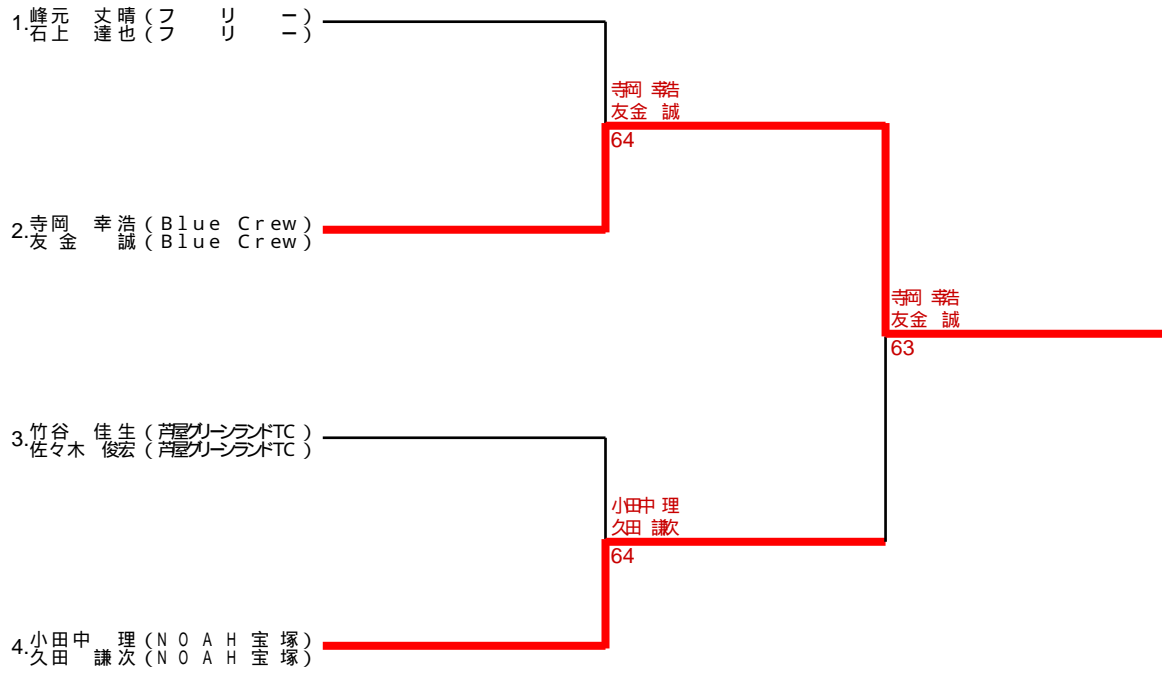 1.峰元 丈晴(フリー)
石上 達也(フリー)
寺岡 幸浩
友金 誠
64
2.寺岡 幸浩(Blue Crew)
友金 誠(Blue Crew)
寺岡 幸浩
友金 誠
63
3.竹谷 佳生(芦屋グリーンランドTC)
佐々木 俊宏(芦屋グリーンランドTC)
小田中 理
久田 謙次
64
4.小田中 理(NOAH宝塚)
久田 謙次(NOAH宝塚)